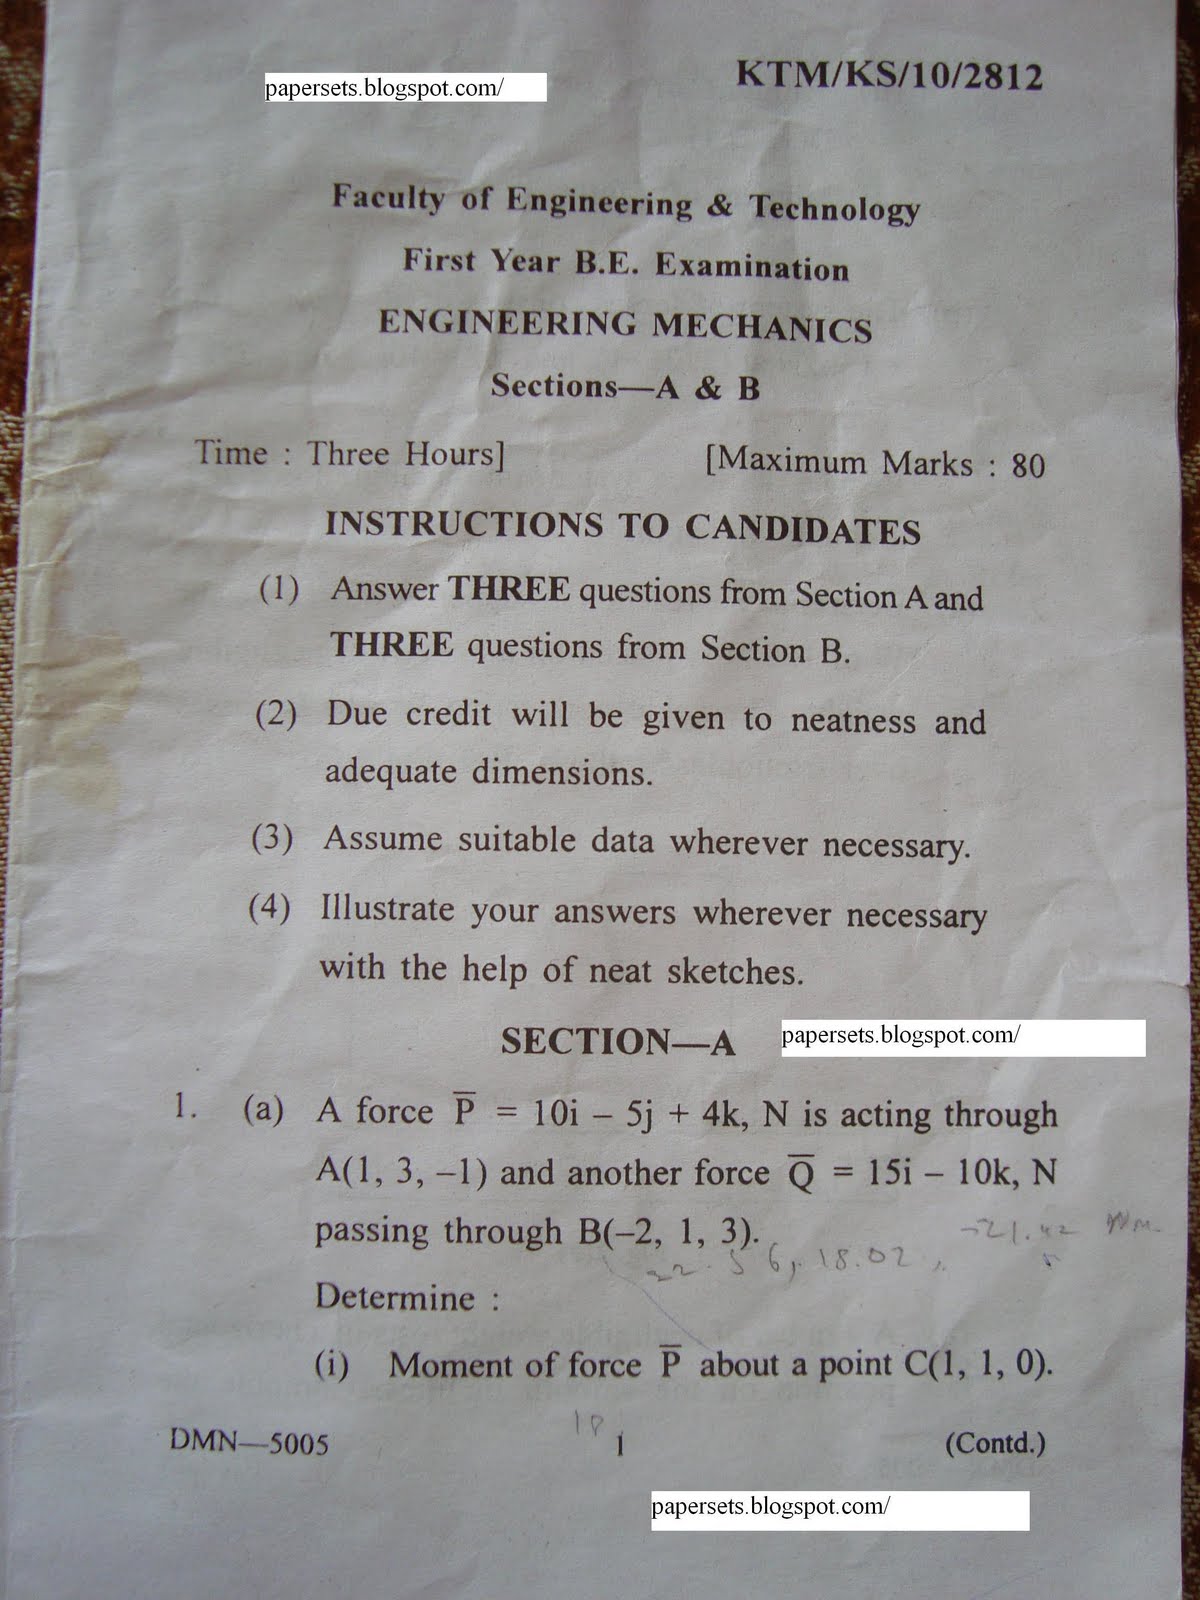 papersets.blogspot.com/
KTM/KS/10/2812
Faculty of Engineering & Technology
First Year B.E. Examination
ENGINEERING MECHANICS
Sections—A & B
Time : Three Hours] [Maximum Marks : 80
INSTRUCTIONS TO CANDIDATES
(1) Answer THREE questions from Section A and
THREE questions from Section B.
(2) Due credit will be given to neatness and
adequate dimensions.
(3) Assume suitable data wherever necessary.
(4) Illustrate your answers wherever necessary
with the help of neat sketches.
SECTION—A papersets.blogspot.com/
1. (a) A force P̅ = 10i – 5j + 4k, N is acting through
A(1, 3, –1) and another force Q̅ = 15i – 10k, N
passing through B(–2, 1, 3).
-21.42
18.02,
Determine :
(i) Moment of force P̅ about a point C(1, 1, 0).
DMN—5005 1 (Contd.)
papersets.blogspot.com/